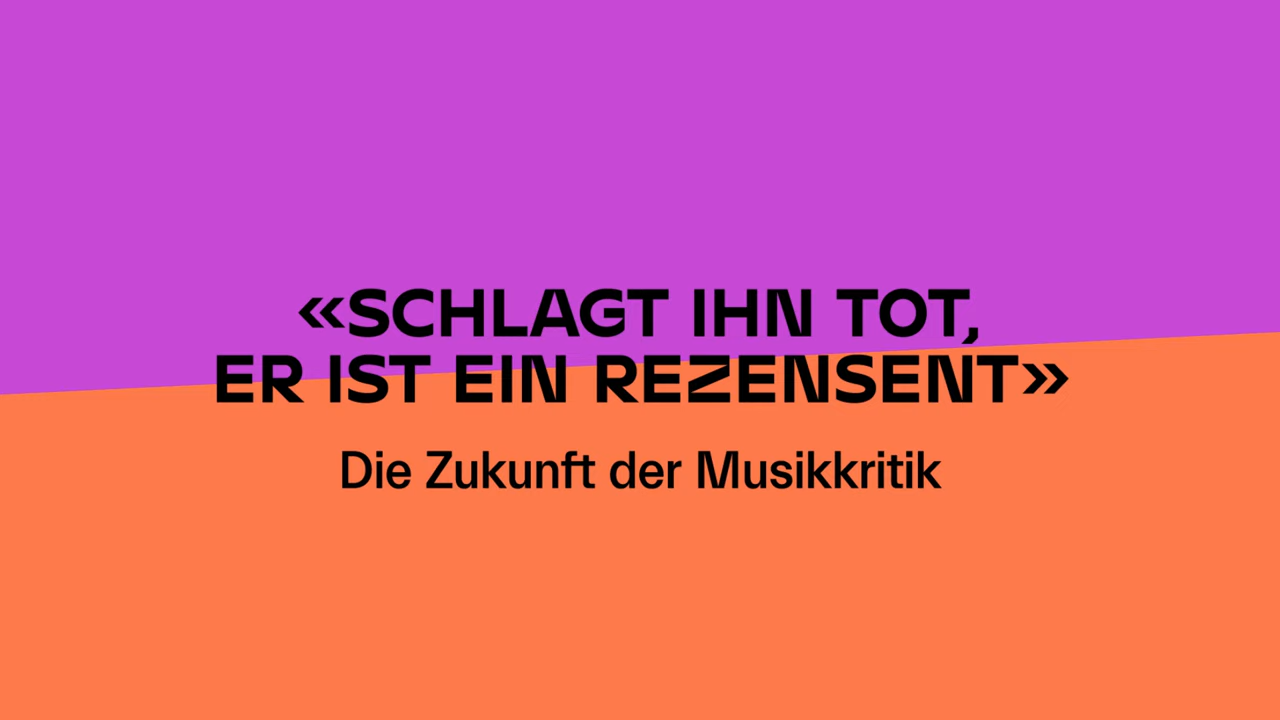 «SCHLAGT IHN TOT,
ER IST EIN REZENSENT»
Die Zukunft der Musikkritik